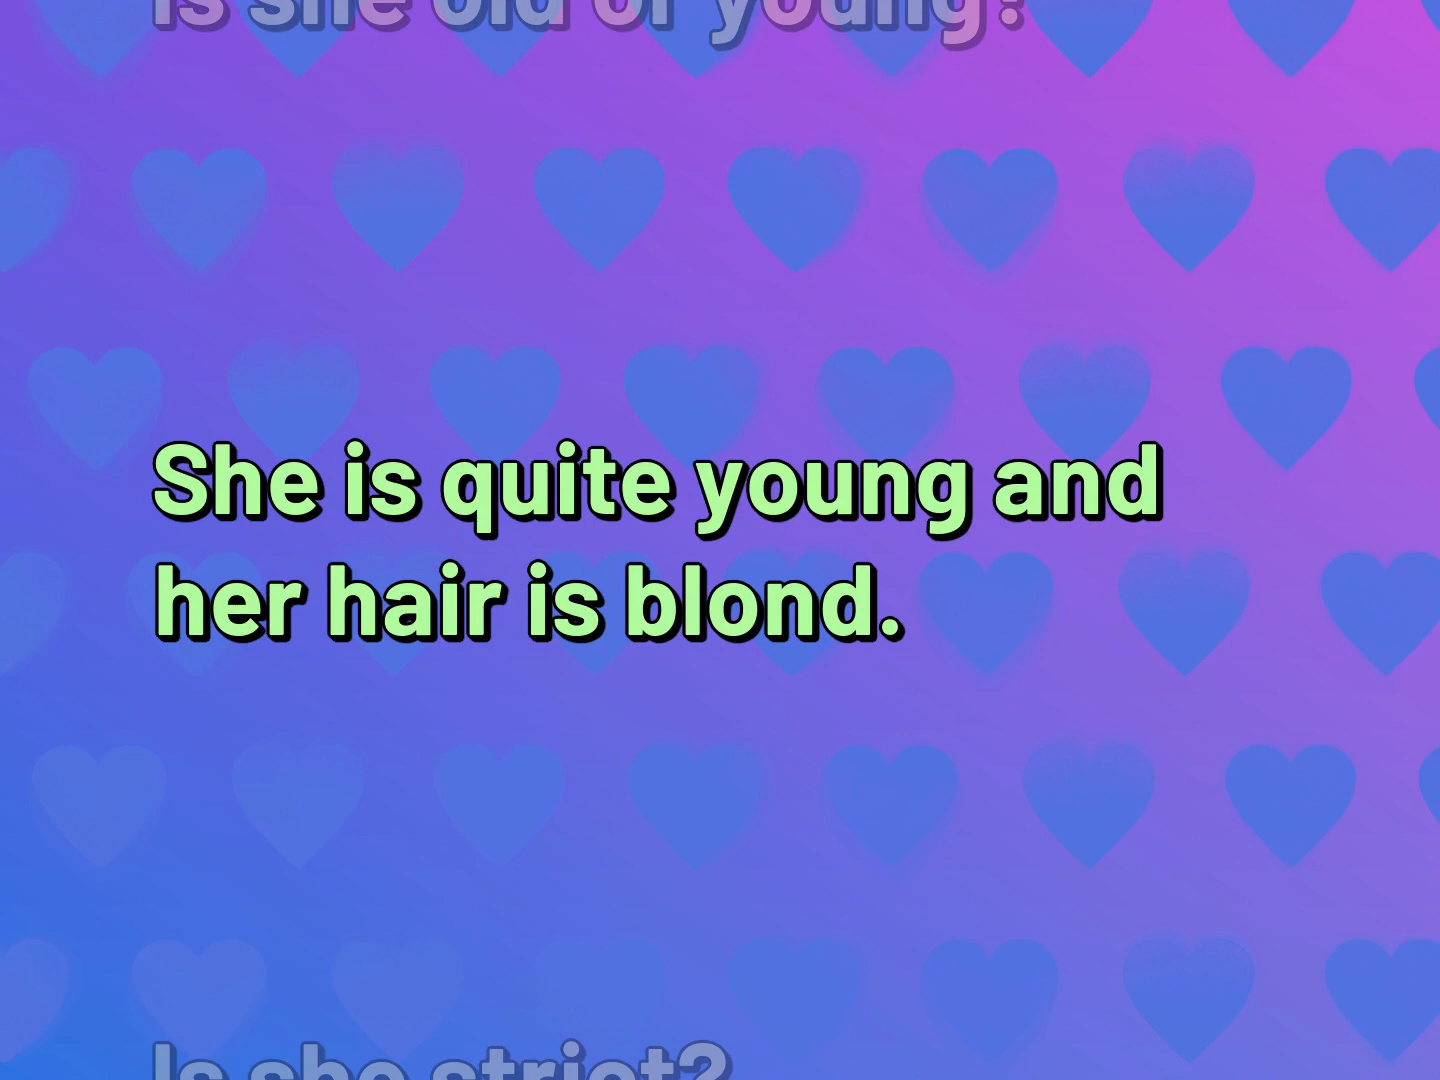 Is she old or young?
She is quite young and
her hair is blond.
Is she strict?